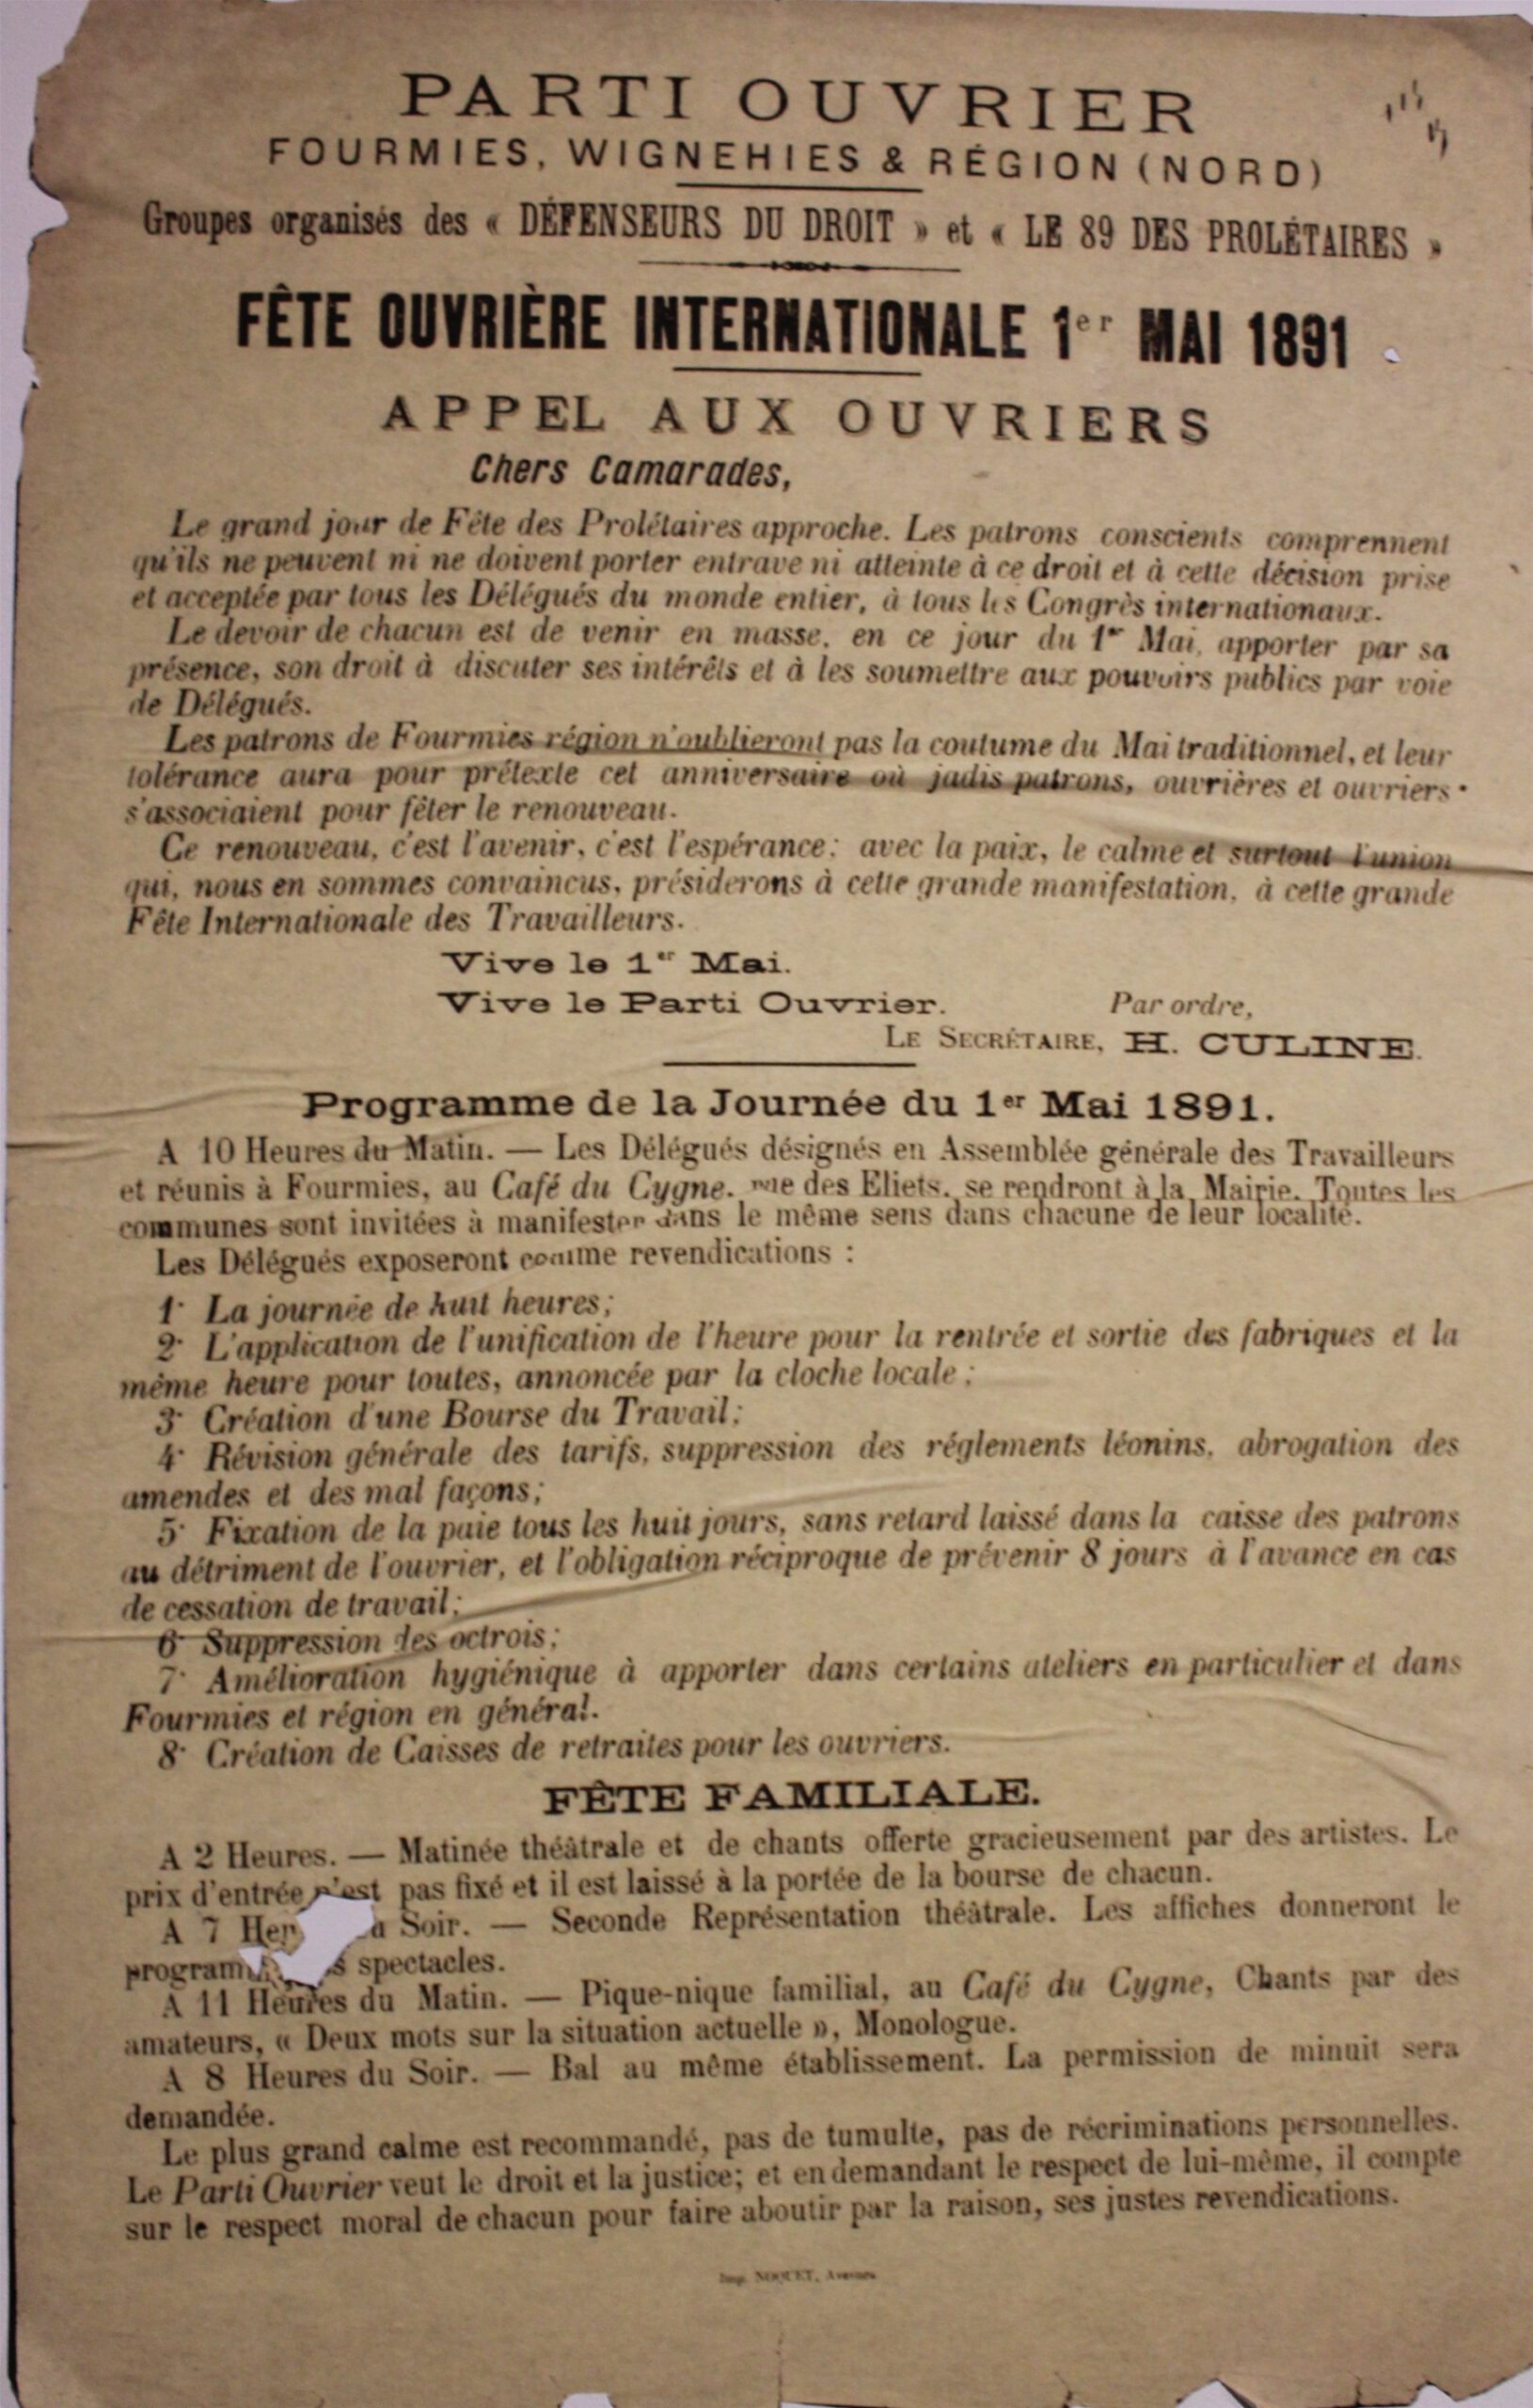 PARTI OUVRIER
FOURMIES, WIGNEHIES & RÉGION (NORD)
Groupes organisés des « DÉFENSEURS DU DROIT » et « LE 89 DES PROLÉTAIRES »
FÊTE OUVRIÈRE INTERNATIONALE 1er MAI 1891
APPEL AUX OUVRIERS
Chers Camarades,
Le grand jour de Fête des Prolétaires approche. Les patrons conscients comprennent
qu'ils ne peuvent ni ne doivent porter entrave ni atteinte à ce droit et à cette décision prise
et acceptée par tous les Délégués du monde entier, à tous les Congrès internationaux.
Le devoir de chacun est de venir en masse, en ce jour du 1er Mai, apporter par sa
présence, son droit à discuter ses intérêts et à les soumettre aux pouvoirs publics par voie
de Délégués.
Les patrons de Fourmies région n'oublieront pas la coutume du Mai traditionnel, et leur
tolérance aura pour prétexte cet anniversaire où jadis patrons, ouvrières et ouvriers
s'associaient pour fêter le renouveau.
Ce renouveau, c'est l'avenir, c'est l'espérance: avec la paix, le calme et surtout l'union
qui, nous en sommes convaincus, présiderons à cette grande manifestation, à cette grande
Fête Internationale des Travailleurs.
Vive le 1er Mai.
Vive le Parti Ouvrier.
Par ordre,
LE SECRÉTAIRE, H. CULINE.
Programme de la Journée du 1er Mai 1891.
A 10 Heures du Matin. — Les Délégués désignés en Assemblée générale des Travailleurs
et réunis à Fourmies, au Café du Cygne, rue des Eliets, se rendront à la Mairie. Toutes les
communes sont invitées à manifester dans le même sens dans chacune de leur localité.
Les Délégués exposeront comme revendications :
1· La journée de huit heures;
2· L'application de l'unification de l'heure pour la rentrée et sortie des fabriques et la
même heure pour toutes, annoncée par la cloche locale;
3· Création d'une Bourse du Travail;
4· Révision générale des tarifs, suppression des réglements léonins, abrogation des
amendes et des mal façons;
5· Fixation de la paie tous les huit jours, sans retard laissé dans la caisse des patrons
au détriment de l'ouvrier, et l'obligation réciproque de prévenir 8 jours à l'avance en cas
de cessation de travail;
6· Suppression des octrois;
7· Amélioration hygiénique à apporter dans certains ateliers en particulier et dans
Fourmies et région en général.
8· Création de Caisses de retraites pour les ouvriers.
FÊTE FAMILIALE.
A 2 Heures. — Matinée théâtrale et de chants offerte gracieusement par des artistes. Le
prix d'entrée n'est pas fixé et il est laissé à la portée de la bourse de chacun.
A 7 Soir. — Seconde Représentation théâtrale. Les affiches donneront le
spectacles.
A 11 Heures du Matin. — Pique-nique familial, au Café du Cygne, Chants par des
amateurs, « Deux mots sur la situation actuelle », Monologue.
A 8 Heures du Soir. — Bal au même établissement. La permission de minuit sera
demandée.
Le plus grand calme est recommandé, pas de tumulte, pas de récriminations personnelles.
Le Parti Ouvrier veut le droit et la justice; et en demandant le respect de lui-même, il compte
sur le respect moral de chacun pour faire aboutir par la raison, ses justes revendications.